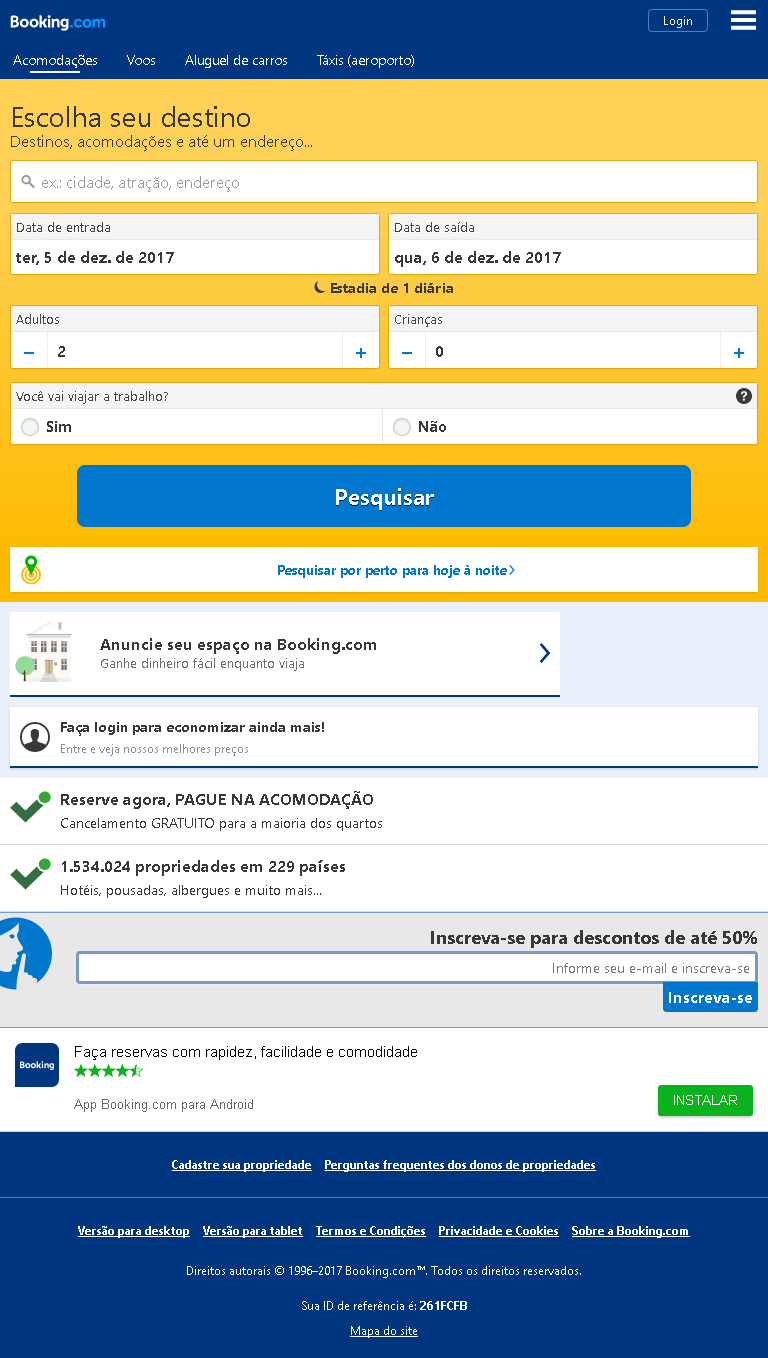 Booking.com
Login
Acomodações Voos Aluguel de carros Táxis (aeroporto)
Escolha seu destino
Destinos, acomodações e até um endereço...
ex.: cidade, atração, endereço
Data de entrada Data de saída
ter, 5 de dez. de 2017 qua, 6 de dez. de 2017
Estadia de 1 diária
Adultos Crianças
− 2 + − 0 +
Você vai viajar a trabalho? ?
Sim Não
Pesquisar
Pesquisar por perto para hoje à noite
Anuncie seu espaço na Booking.com
Ganhe dinheiro fácil enquanto viaja
Faça login para economizar ainda mais!
Entre e veja nossos melhores preços
Reserve agora, PAGUE NA ACOMODAÇÃO
Cancelamento GRATUITO para a maioria dos quartos
1.534.024 propriedades em 229 países
Hotéis, pousadas, albergues e muito mais...
Inscreva-se para descontos de até 50%
Informe seu e-mail e inscreva-se
Inscreva-se
Booking
Faça reservas com rapidez, facilidade e comodidade
App Booking.com para Android
INSTALAR
Cadastre sua propriedade Perguntas frequentes dos donos de propriedades
Versão para desktop Versão para tablet Termos e Condições Privacidade e Cookies Sobre a Booking.com
Direitos autorais © 1996–2017 Booking.com™. Todos os direitos reservados.
Sua ID de referência é: 261FCFB
Mapa do site